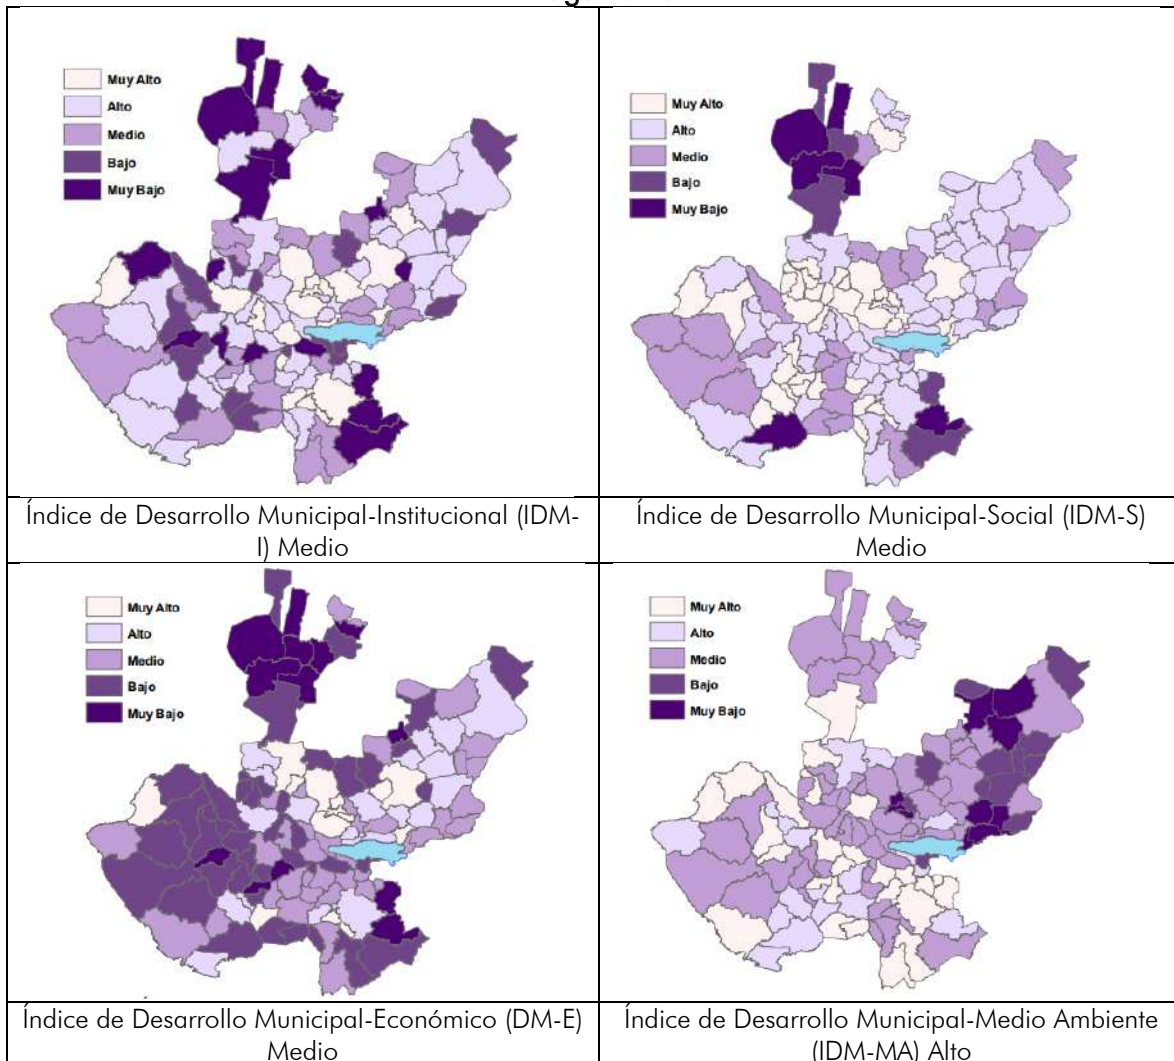 Muy Alto
Alto
Medio
Bajo
Muy Bajo
Muy Alto
Alto
Medio
Bajo
Muy Bajo
Índice de Desarrollo Municipal-Institucional (IDM-
I) Medio
Índice de Desarrollo Municipal-Social (IDM-S)
Medio
Muy Alto
Alto
Medio
Bajo
Muy Bajo
Muy Alto
Alto
Medio
Bajo
Muy Bajo
Índice de Desarrollo Municipal-Económico (DM-E)
Medio
Índice de Desarrollo Municipal-Medio Ambiente
(IDM-MA) Alto